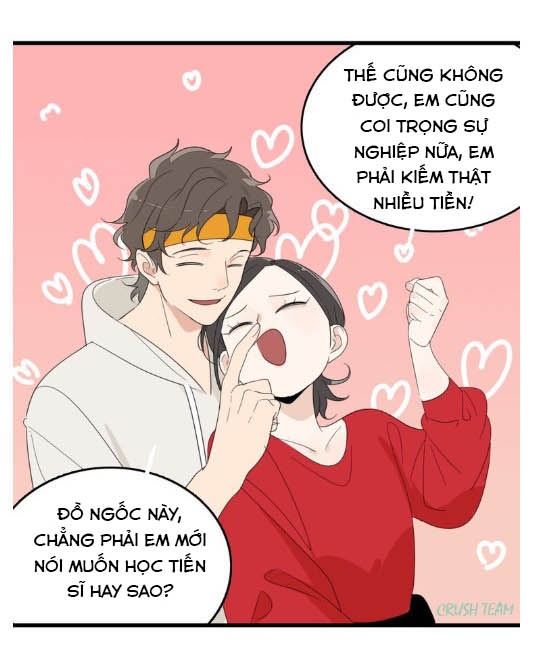 THẾ CŨNG KHÔNG
ĐƯỢC, EM CŨNG
COI TRỌNG SỰ
NGHIỆP NỮA, EM
PHẢI KIẾM THẬT
NHIỀU TIỀN!
ĐỒ NGỐC NÀY,
CHẲNG PHẢI EM MỚI
NÓI MUỐN HỌC TIẾN
SĨ HAY SAO?
CRUSH TEAM